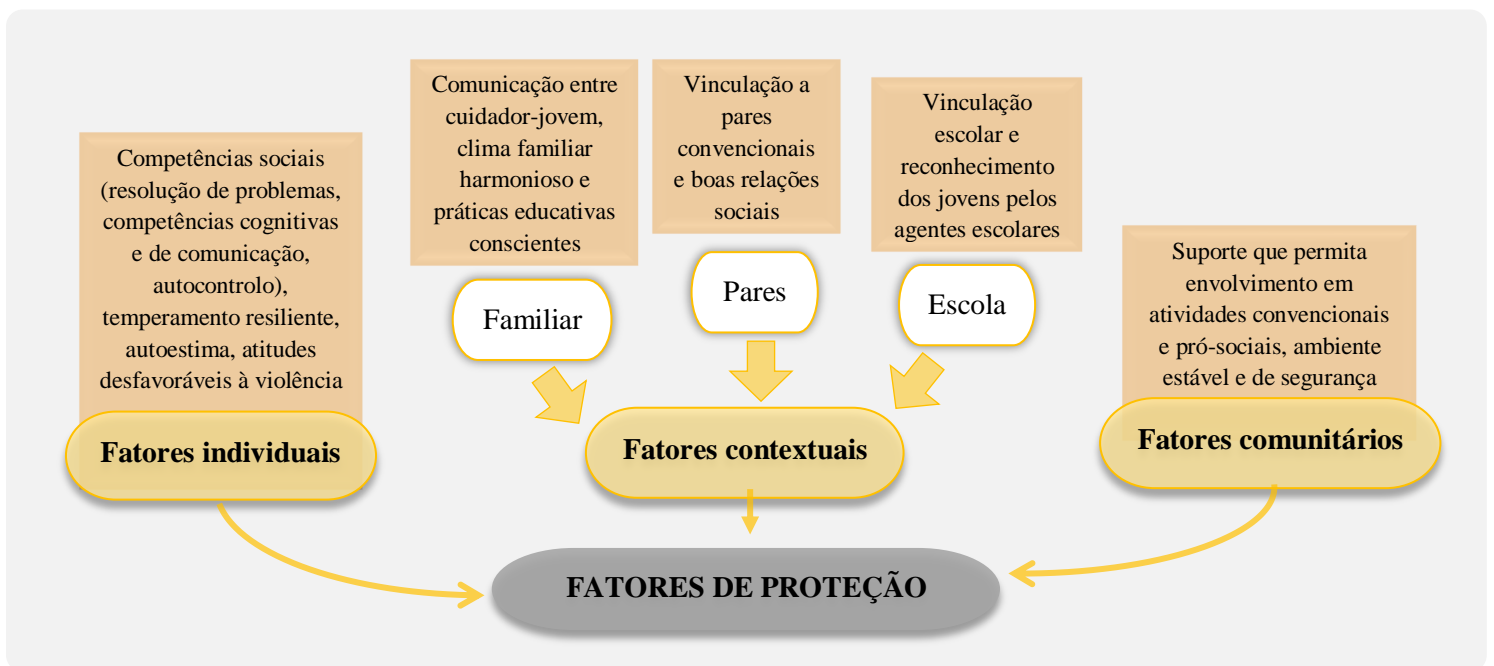 Competências sociais
(resolução de problemas,
competências cognitivas
e de comunicação,
autocontrolo),
temperamento resiliente,
autoestima, atitudes
desfavoráveis à violência
Fatores individuais
Comunicação entre
cuidador-jovem,
clima familiar
harmonioso e
práticas educativas
conscientes
Familiar
Vinculação a
pares
convencionais
e boas relações
sociais
Pares
Vinculação
escolar e
reconhecimento
dos jovens pelos
agentes escolares
Escola
Fatores contextuais
Suporte que permita
envolvimento em
atividades convencionais
e pró-sociais, ambiente
estável e de segurança
Fatores comunitários
FATORES DE PROTEÇÃO